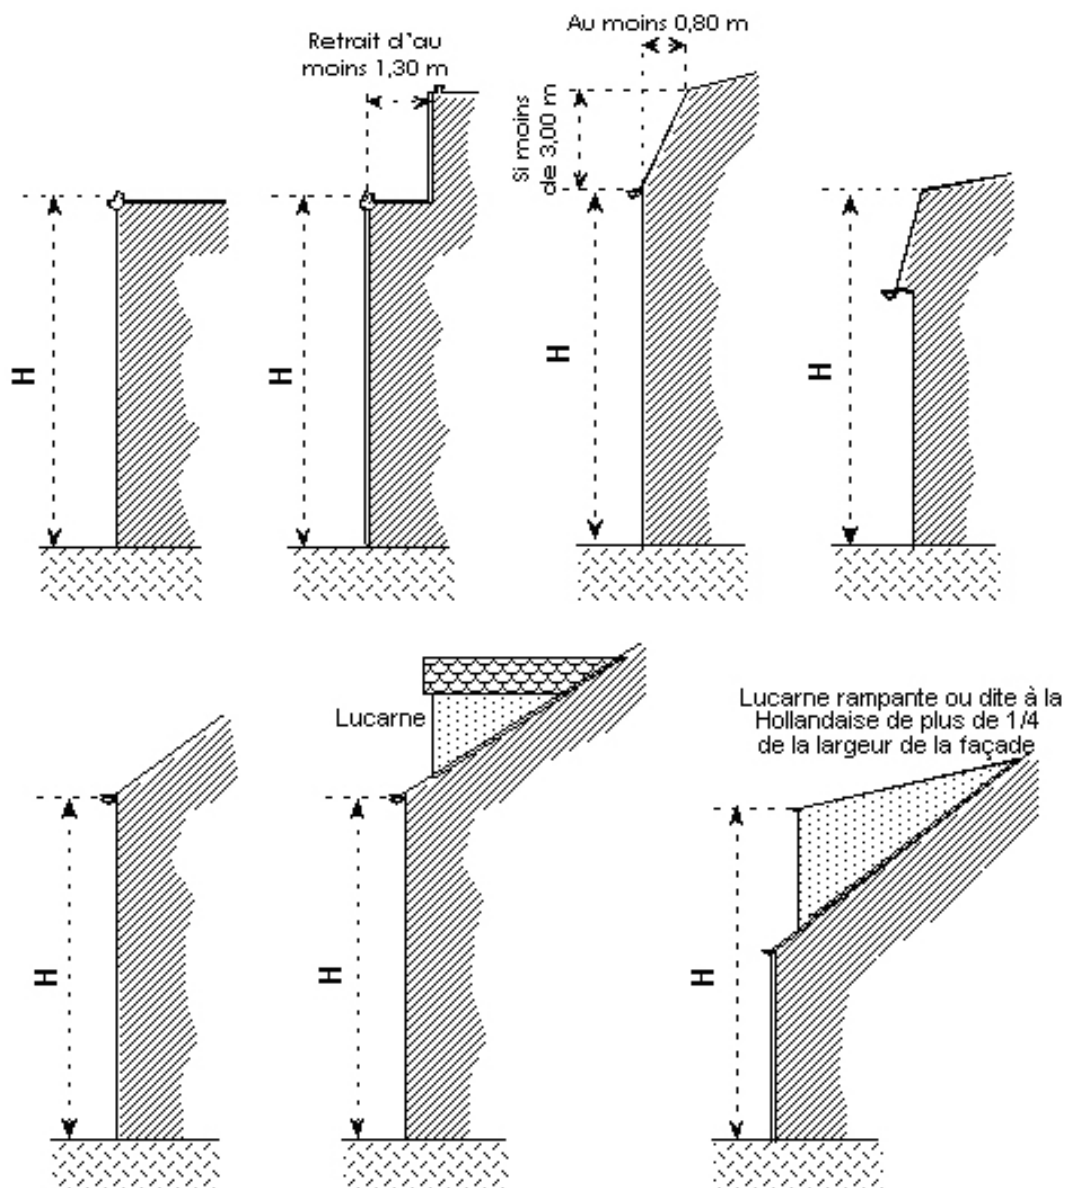 Retrait d'au
moins 1,30 m
Au moins 0,80 m
Si moins
de 3,00 m
H
H
H
H
Lucarne
Lucarne rampante ou dite à la
Hollandaise de plus de 1/4
de la largeur de la façade
H
H
H